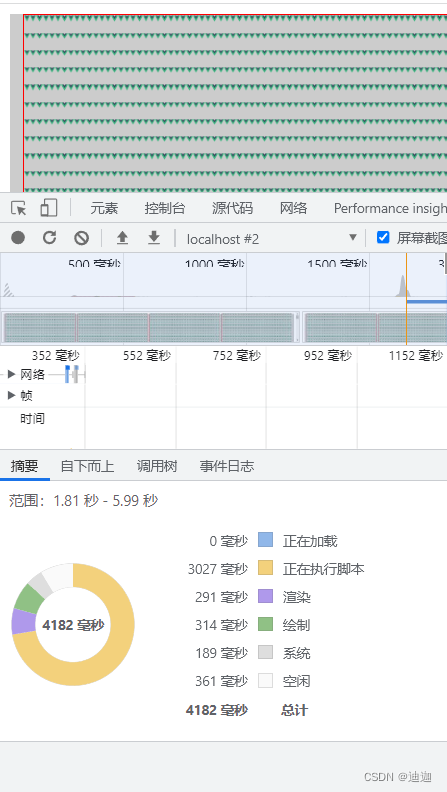 元素 控制台 源代码 网络 Performance insigh
localhost #2 屏幕截图
500 毫秒 1000 毫秒 1500 毫秒
352 毫秒 552 毫秒 752 毫秒 952 毫秒 1152 毫秒
网络
帧
时间
摘要 自下而上 调用树 事件日志
范围: 1.81 秒 - 5.99 秒
0 毫秒 正在加载
3027 毫秒 正在执行脚本
291 毫秒 渲染
4182 毫秒
314 毫秒 绘制
189 毫秒 系统
361 毫秒 空闲
4182 毫秒 总计
CSDN @迪迦